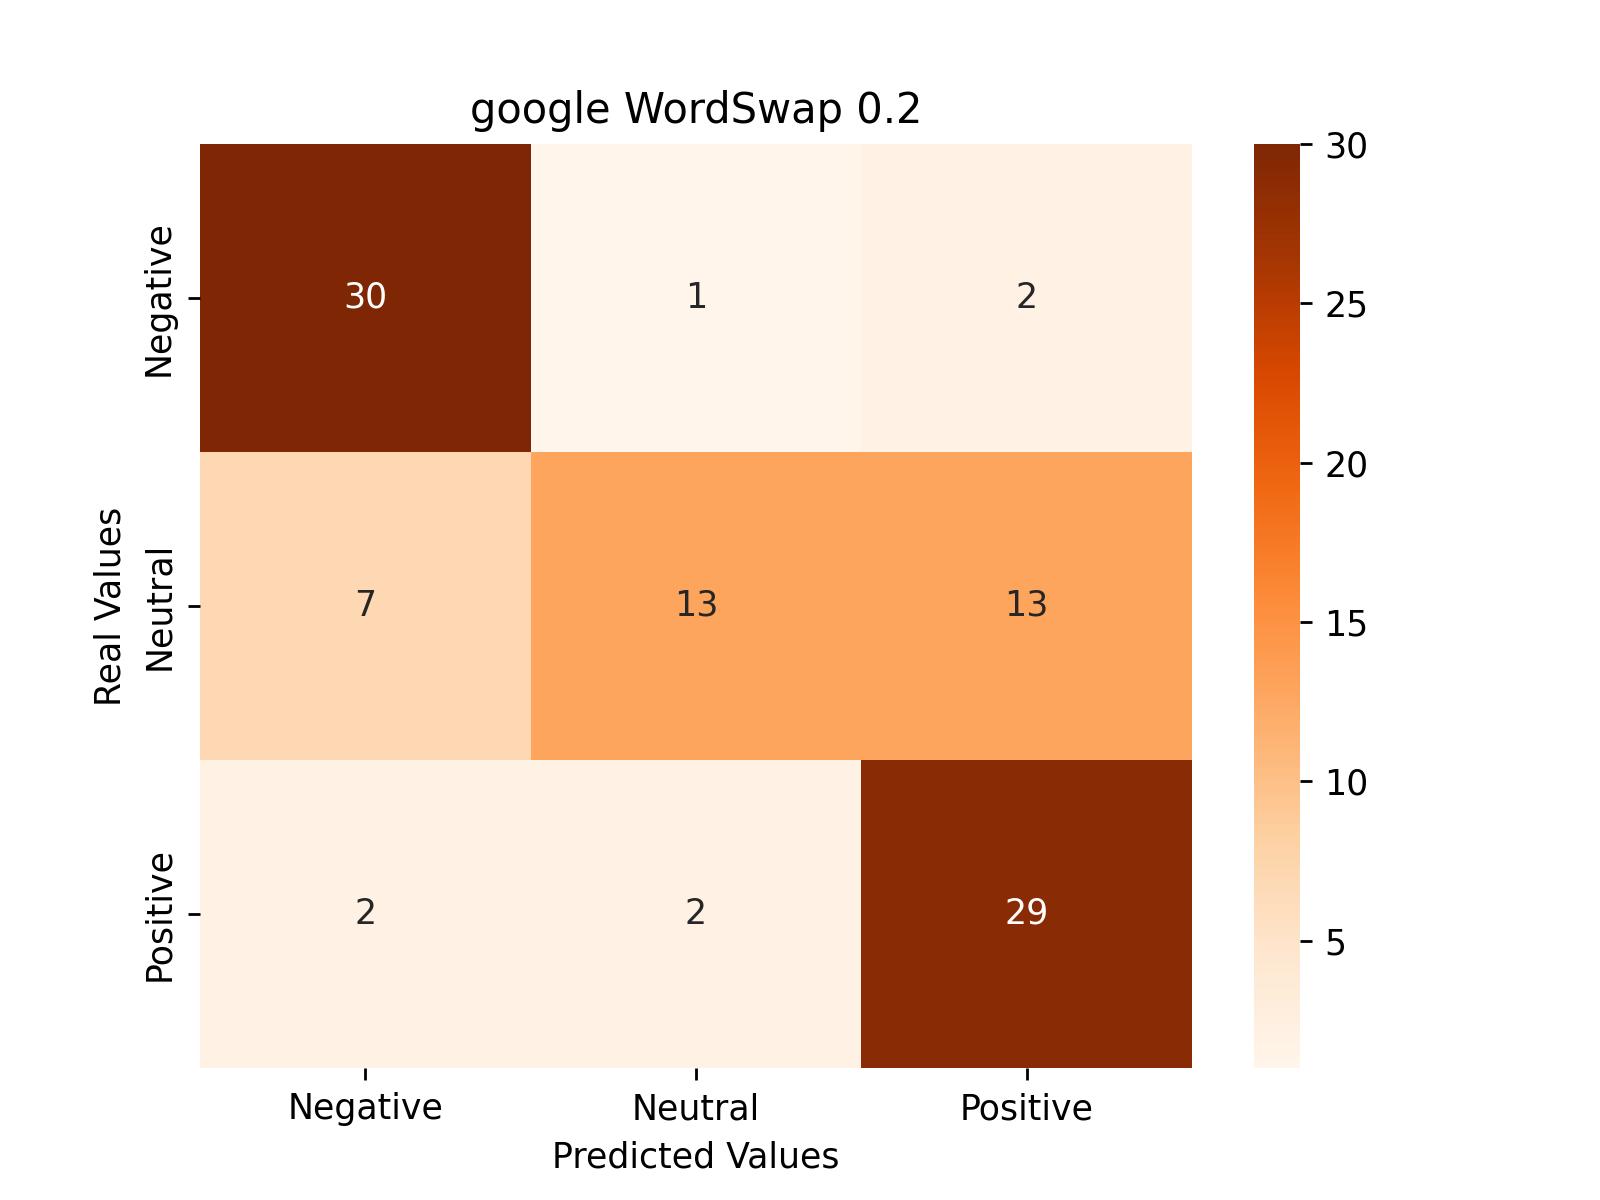 google WordSwap 0.2
Negative
Neutral
Positive
Real Values
30 1 2
7 13 13
2 2 29
Negative Neutral Positive
Predicted Values
30
25
20
15
10
5